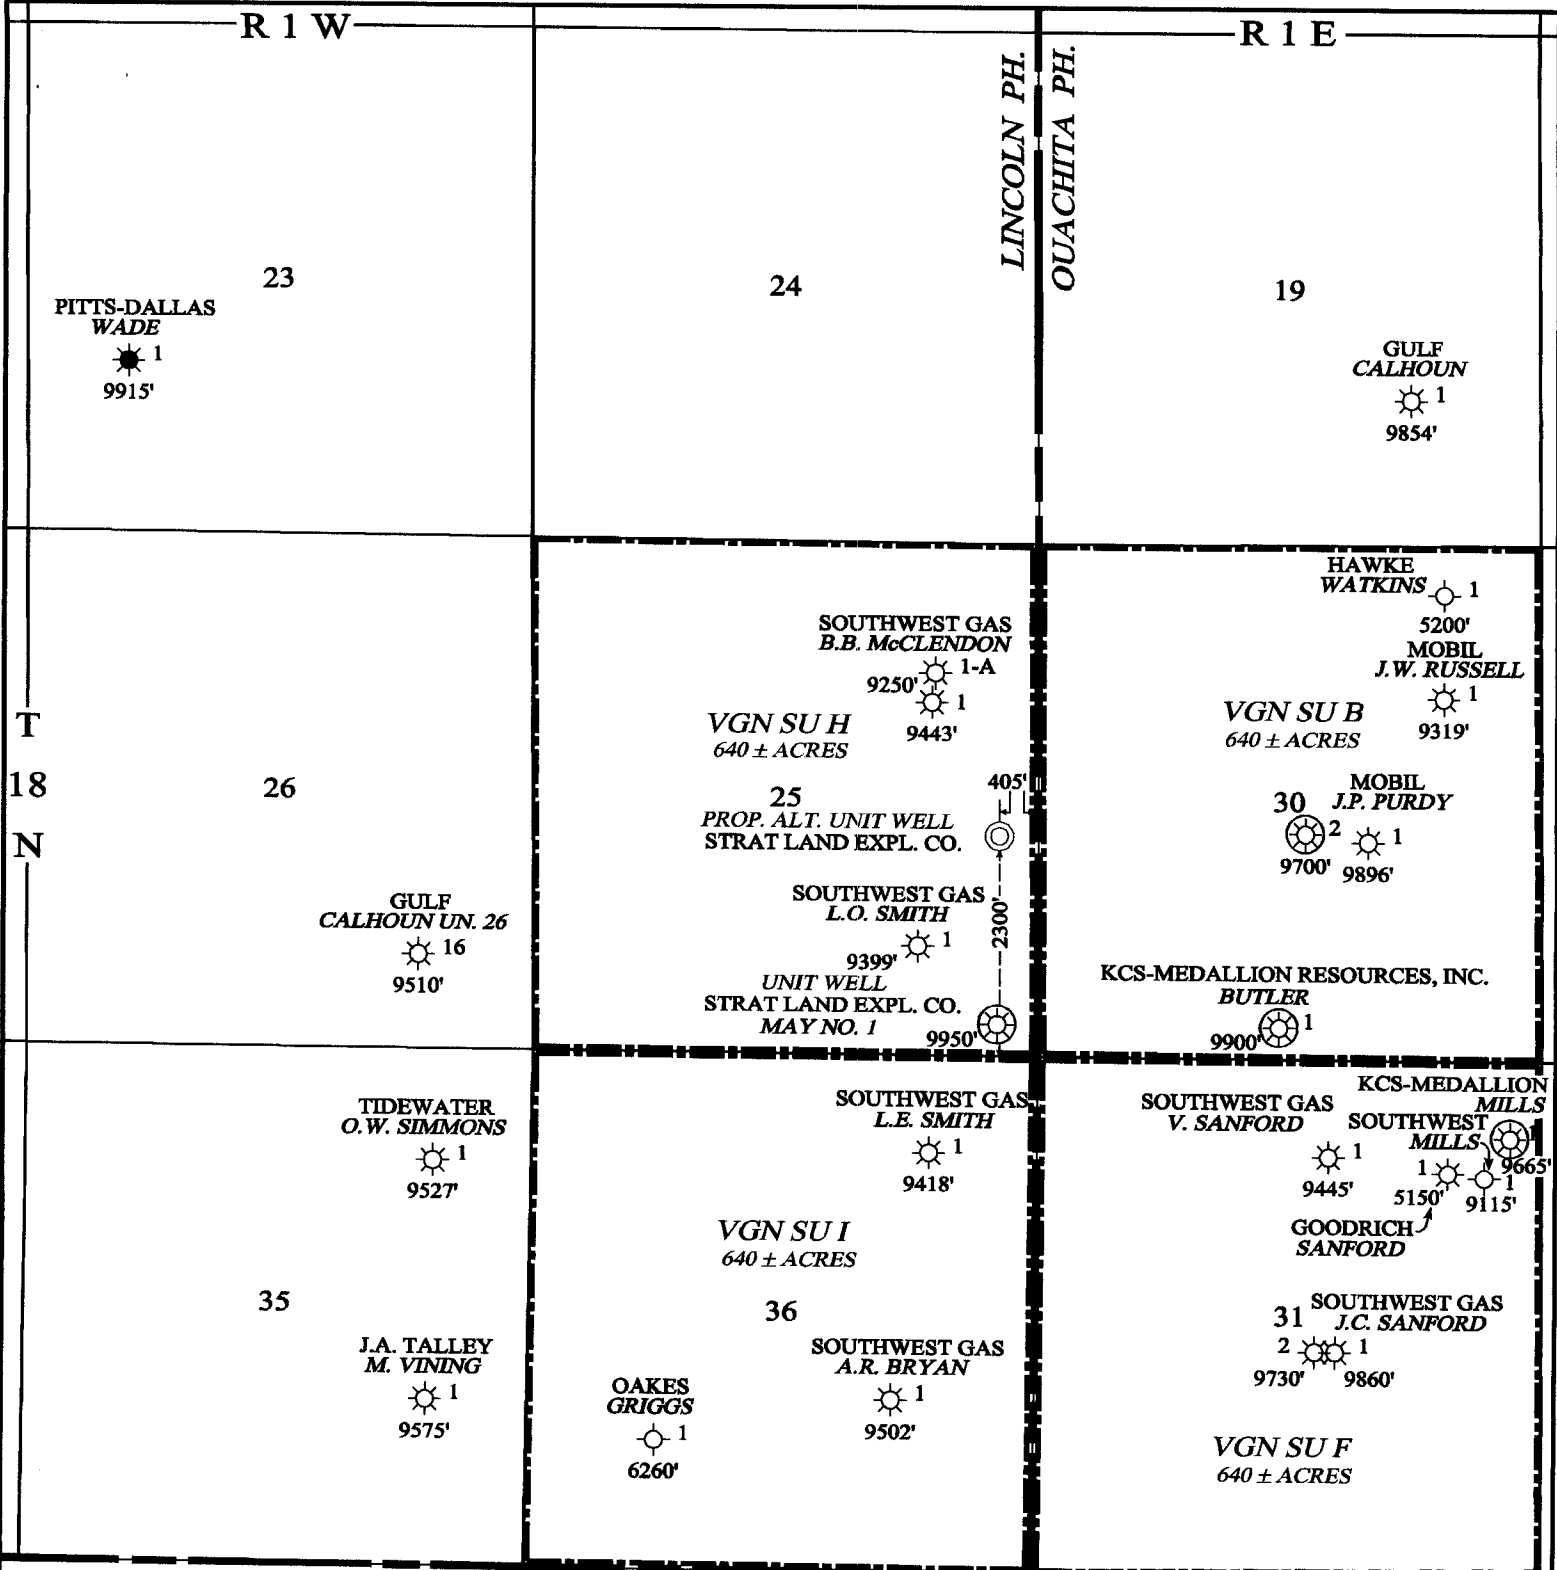 R 1 W
R 1 E
LINCOLN PH.
OUACHITA PH.
23
PITTS-DALLAS
WADE
1
9915'
24
19
GULF
CALHOUN
1
9854'
T
18
N
26
GULF
CALHOUN UN. 26
16
9510'
SOUTHWEST GAS
B.B. McCLENDON
1-A
9250'
1
9443'
VGN SU H
640 ± ACRES
405'
25
PROP. ALT. UNIT WELL
STRAT LAND EXPL. CO.
SOUTHWEST GAS
L.O. SMITH
1
9399'
2300'
UNIT WELL
STRAT LAND EXPL. CO.
MAY NO. 1
9950'
HAWKE
WATKINS
1
5200'
MOBIL
J.W. RUSSELL
1
9319'
VGN SU B
640 ± ACRES
30
MOBIL
J.P. PURDY
2
1
9700'
9896'
KCS-MEDALLION RESOURCES, INC.
BUTLER
1
9900'
TIDEWATER
O.W. SIMMONS
1
9527'
35
J.A. TALLEY
M. VINING
1
9575'
SOUTHWEST GAS
L.E. SMITH
1
9418'
VGN SU I
640 ± ACRES
36
SOUTHWEST GAS
A.R. BRYAN
1
9502'
OAKES
GRIGGS
1
6260'
KCS-MEDALLION
MILLS
1
9665'
SOUTHWEST GAS
V. SANFORD
1
9445'
SOUTHWEST
MILLS
1
9115'
1
5150'
GOODRICH
SANFORD
31
SOUTHWEST GAS
J.C. SANFORD
2
1
9730'
9860'
VGN SU F
640 ± ACRES